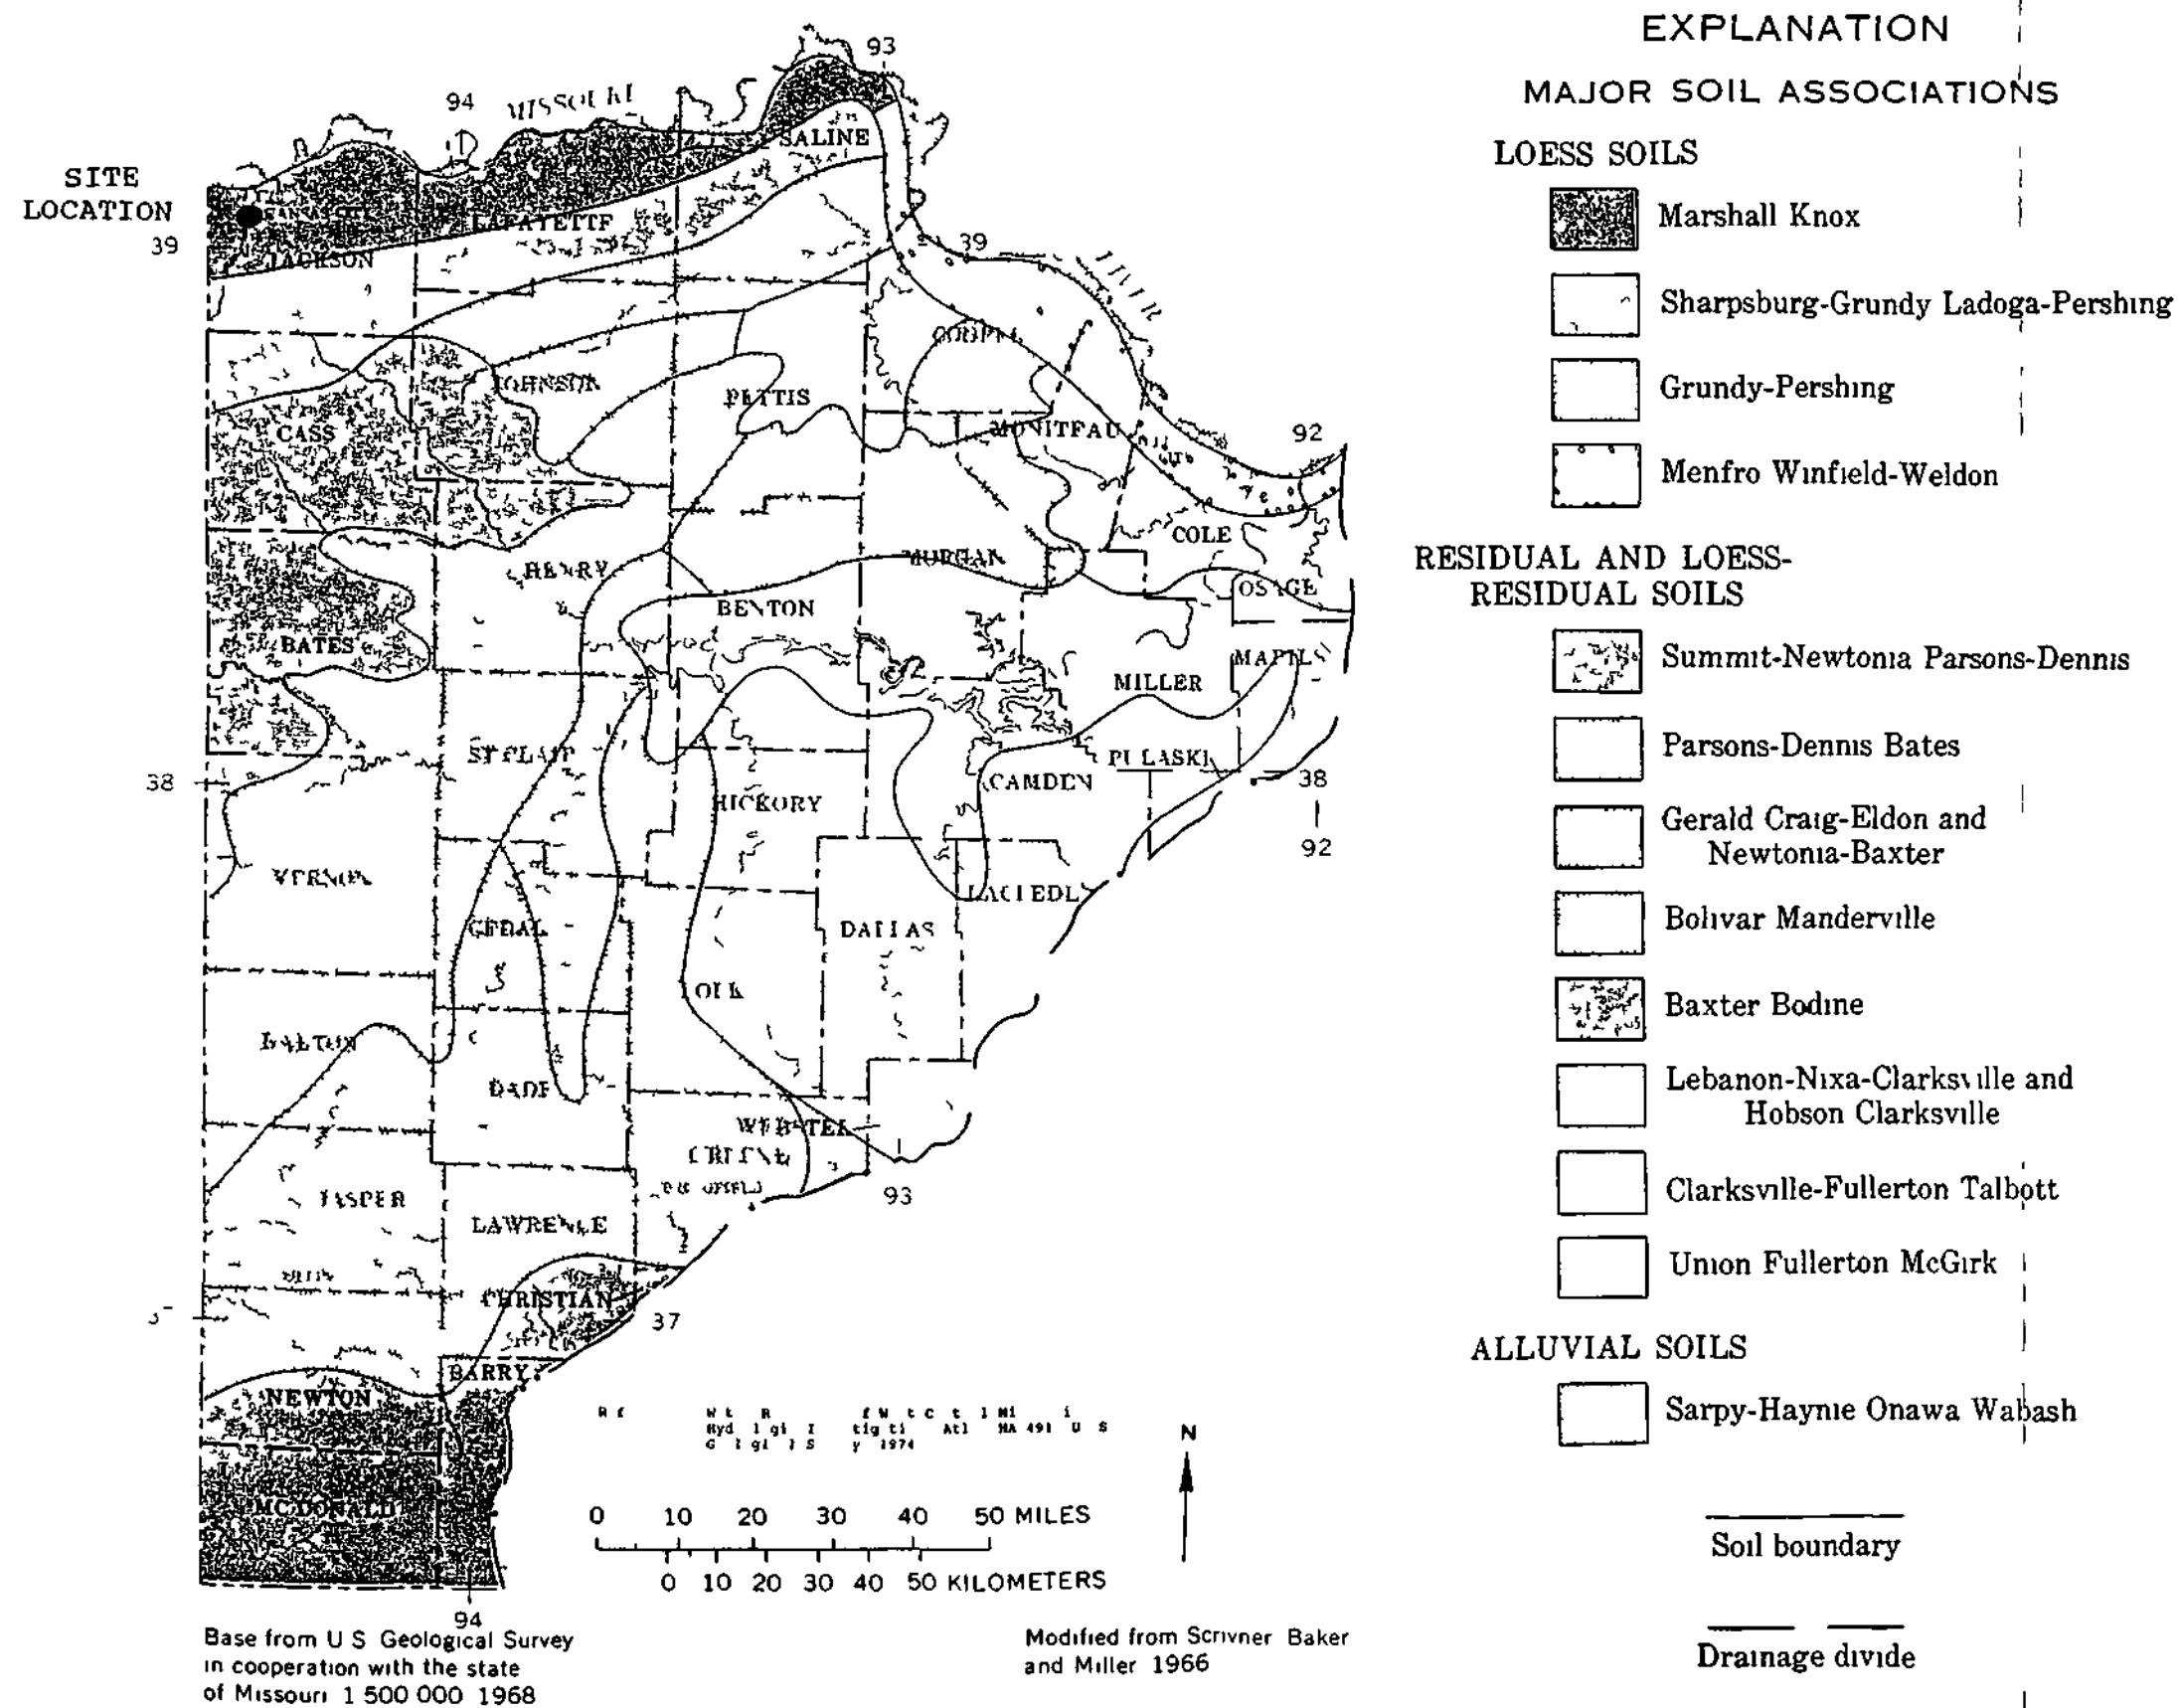 EXPLANATION
MAJOR SOIL ASSOCIATIONS
LOESS SOILS
Marshall Knox
Sharpsburg-Grundy Ladoga-Pershing
Grundy-Pershing
Menfro Winfield-Weldon
RESIDUAL AND LOESS-
RESIDUAL SOILS
Summit-Newtonia Parsons-Dennis
Parsons-Dennis Bates
Gerald Craig-Eldon and
Newtonia-Baxter
Bolivar Manderville
Baxter Bodine
Lebanon-Nixa-Clarksville and
Hobson Clarksville
Clarksville-Fullerton Talbott
Union Fullerton McGirk
ALLUVIAL SOILS
Sarpy-Haynie Onawa Wabash
Soil boundary
Drainage divide
93
94
MISSOURI
SALINE
SITE
LOCATION
39
LAFAYETTE
JACKSON
39
JOHNSON
PETTIS
CASS
92
COLE
HENRY
MORGAN
OSAGE
BENTON
BATES
MILLER
38
PULASKI
38
CAMDEN
HICKORY
92
VERNON
DALLAS
DADE
93
JASPER
LAWRENCE
CHRISTIAN
37
BARRY
NEWTON
MCDONALD
N
0 10 20 30 40 50 MILES
0 10 20 30 40 50 KILOMETERS
94
Base from U S Geological Survey
in cooperation with the state
of Missouri 1 500 000 1968
Modified from Scrivner Baker
and Miller 1966